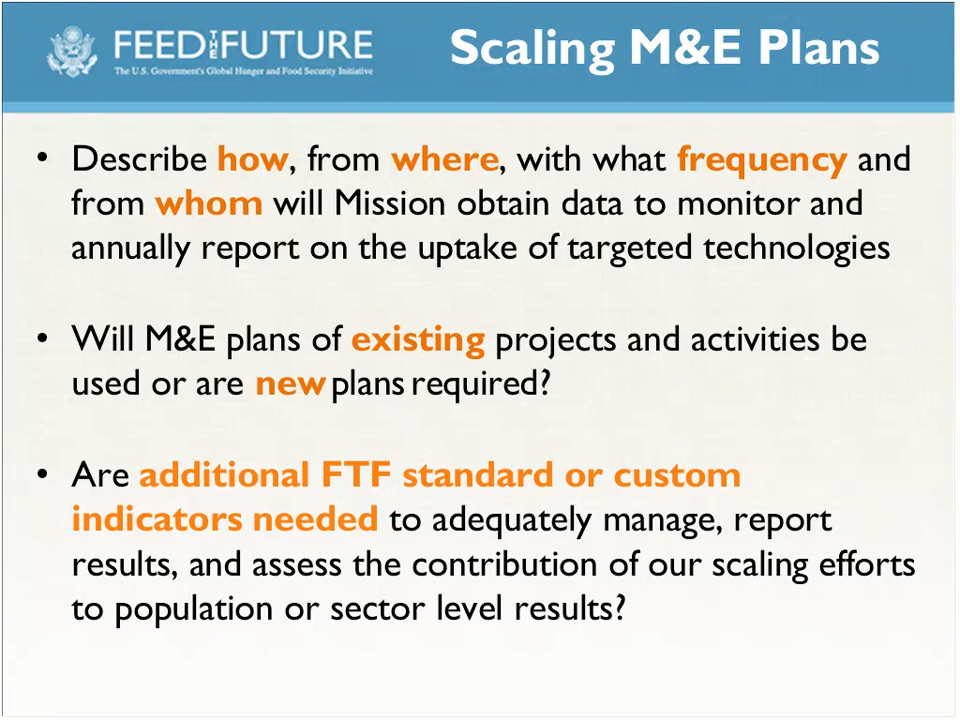 FEED THE FUTURE
The U.S. Government's Global Hunger and Food Security Initiative
Scaling M&E Plans
• Describe how, from where, with what frequency and
from whom will Mission obtain data to monitor and
annually report on the uptake of targeted technologies
• Will M&E plans of existing projects and activities be
used or are new plans required?
• Are additional FTF standard or custom
indicators needed to adequately manage, report
results, and assess the contribution of our scaling efforts
to population or sector level results?